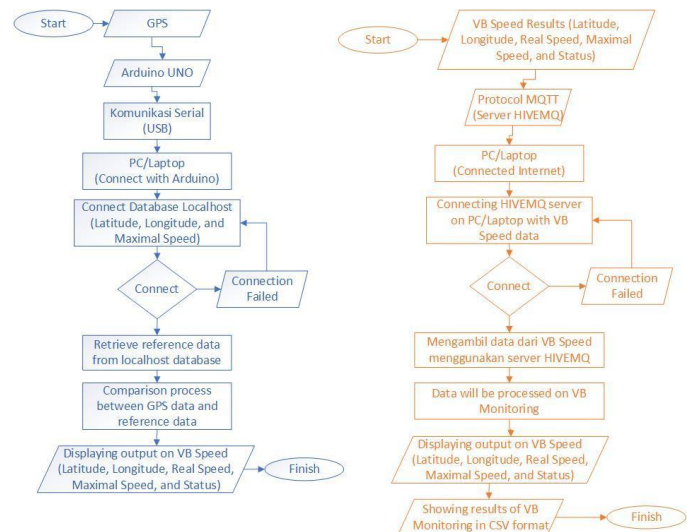 Start
GPS
Arduino UNO
Komunikasi Serial
(USB)
PC/Laptop
(Connect with Arduino)
Connect Database Localhost
(Latitude, Longitude, and
Maximal Speed)
Connect
Connection
Failed
Retrieve reference data
from localhost database
Comparison process
between GPS data and
reference data
Displaying output on VB Speed
(Latitude, Longitude, Real Speed,
Maximal Speed, and Status)
Finish
Start
VB Speed Results (Latitude,
Longitude, Real Speed, Maximal
Speed, and Status)
Protocol MQTT
(Server HIVEMQ)
PC/Laptop
(Connected Internet)
Connecting HIVEMQ server
on PC/Laptop with VB
Speed data
Connect
Connection
Failed
Mengambil data dari VB Speed
menggunakan server HIVEMQ
Data will be processed on VB
Monitoring
Displaying output on VB Speed
(Latitude, Longitude, Real Speed,
Maximal Speed, and Status)
Showing results of VB
Monitoring in CSV format
Finish